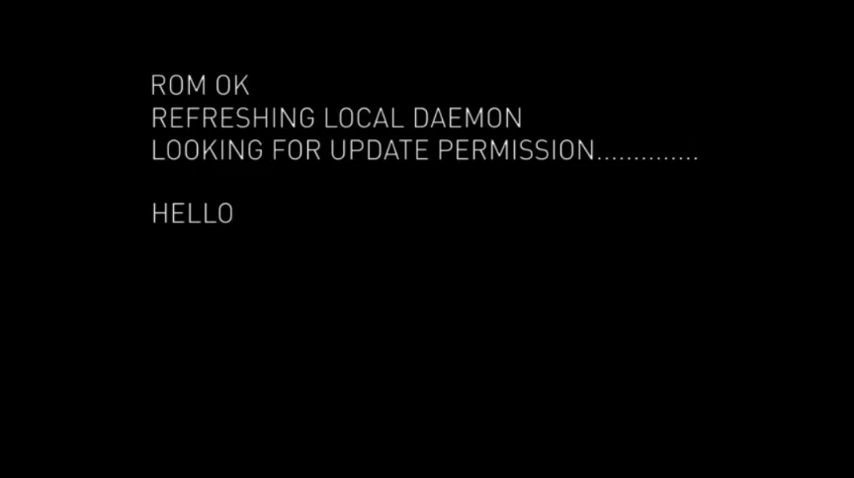 ROM OK
REFRESHING LOCAL DAEMON
LOOKING FOR UPDATE PERMISSION..............
HELLO